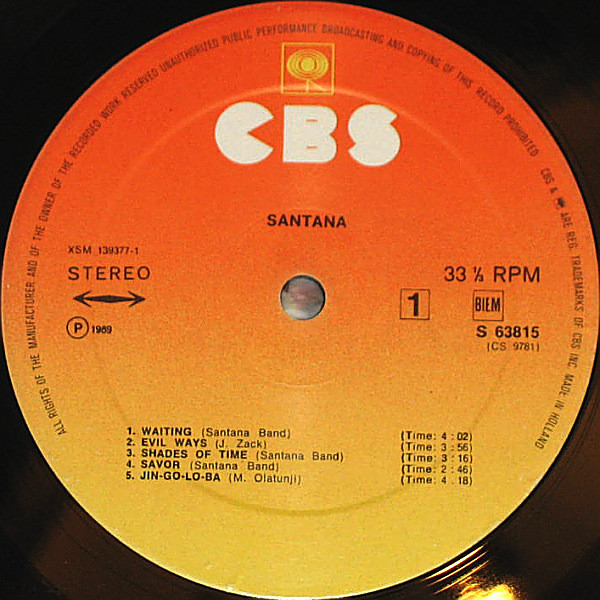 ALL RIGHTS OF THE MANUFACTURER AND OF THE OWNER OF THE RECORDED WORK RESERVED UNAUTHORIZED PUBLIC PERFORMANCE BROADCASTING AND COPYING OF THIS RECORD PROHIBITED CBS & ARE REG. TRADEMARKS OF CBS INC. MADE IN HOLLAND
CBS
SANTANA
XSM 139377-1
STEREO
33 ⅓ RPM
1
BIEM
Ⓟ 1969
S 63815
(CS 9781)
1. WAITING (Santana Band) (Time: 4 : 02)
2. EVIL WAYS (J. Zack) (Time: 3 : 56)
3. SHADES OF TIME (Santana Band) (Time: 3 : 16)
4. SAVOR (Santana Band) (Time: 2 : 46)
5. JIN-GO-LO-BA (M. Olatunji) (Time: 4 . 18)